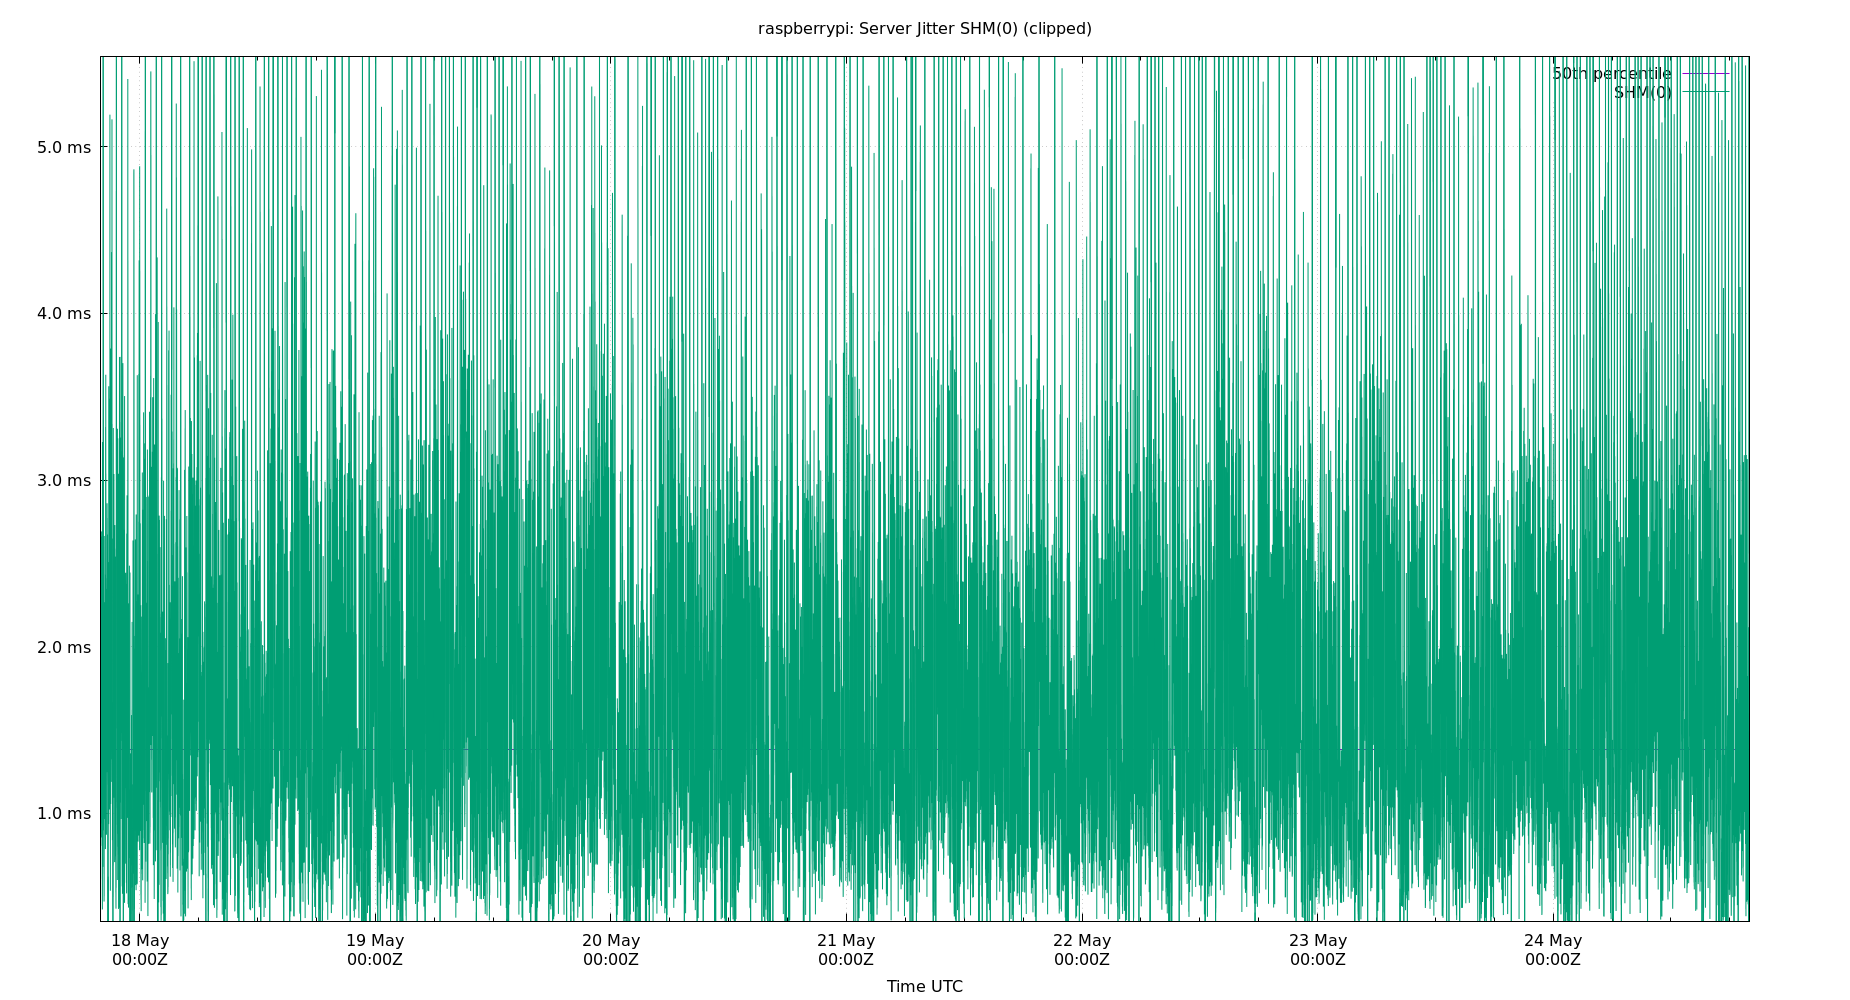 raspberrypi: Server Jitter SHM(0) (clipped)
50th percentile
SHM(0)
5.0 ms
4.0 ms
3.0 ms
2.0 ms
1.0 ms
18 May 19 May 20 May 21 May 22 May 23 May 24 May
00:00Z 00:00Z 00:00Z 00:00Z 00:00Z 00:00Z 00:00Z
Time UTC